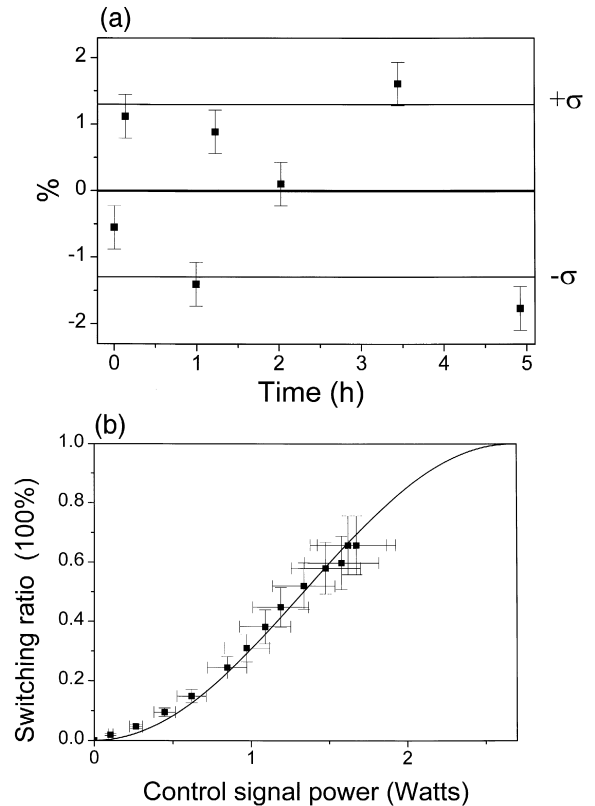 (a)
2
1
0
-1
-2
%
+σ
-σ
0 1 2 3 4 5
Time (h)
(b)
1.0
0.8
0.6
0.4
0.2
0.0
Switching ratio (100%)
0 1 2
Control signal power (Watts)